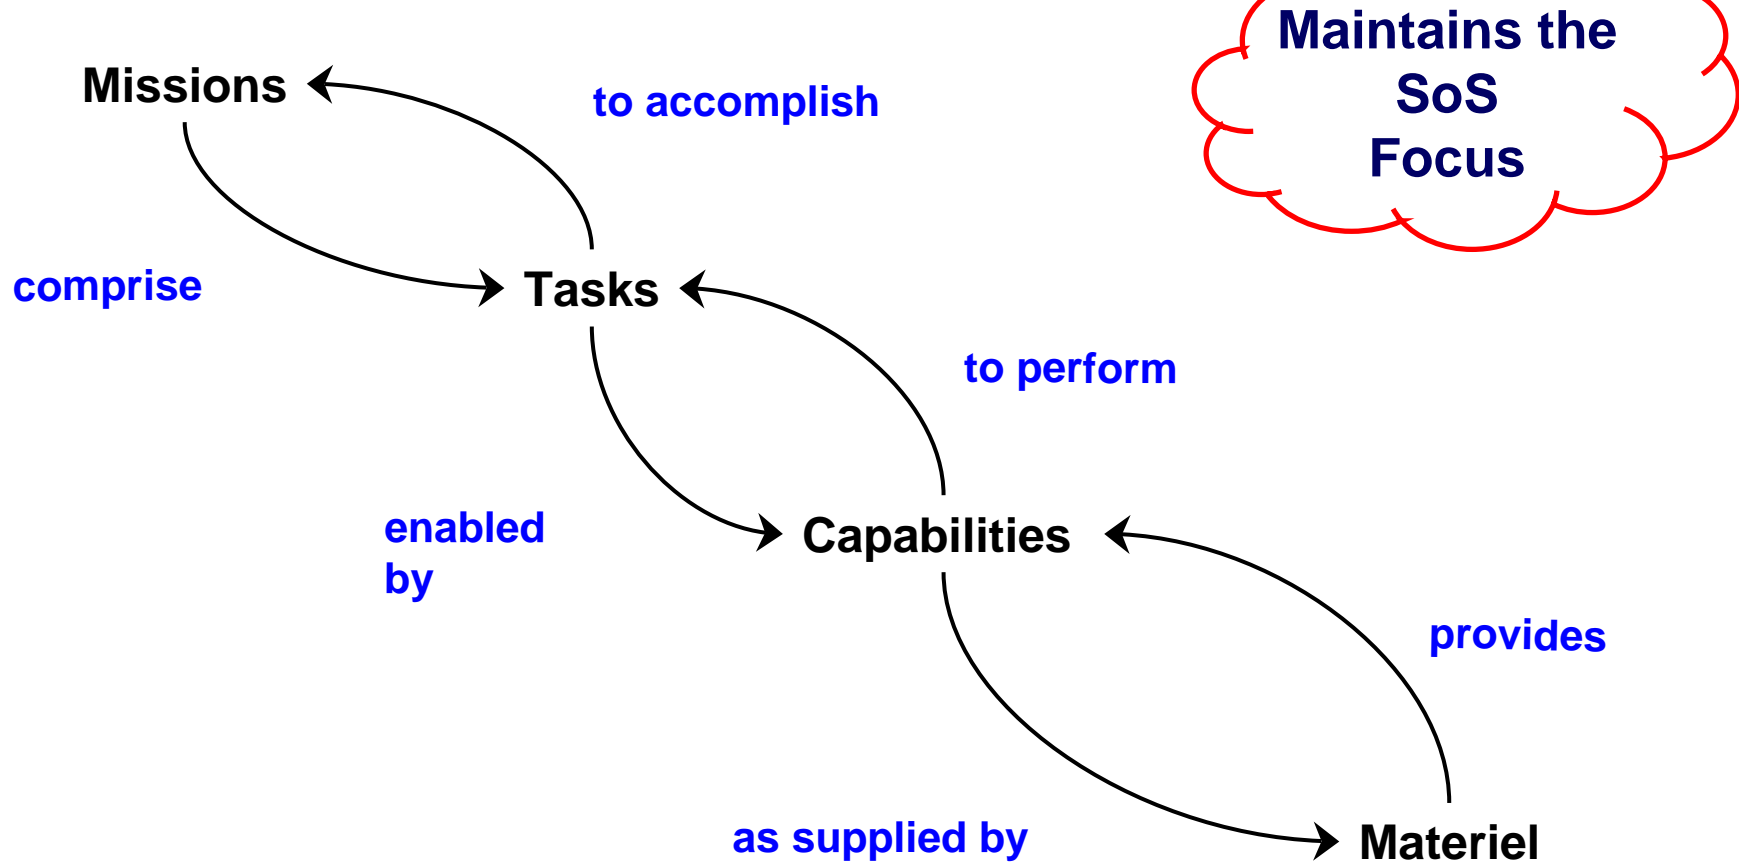 Maintains the
SoS
Focus
Missions
to accomplish
comprise
Tasks
to perform
enabled
by
Capabilities
provides
as supplied by
Materiel